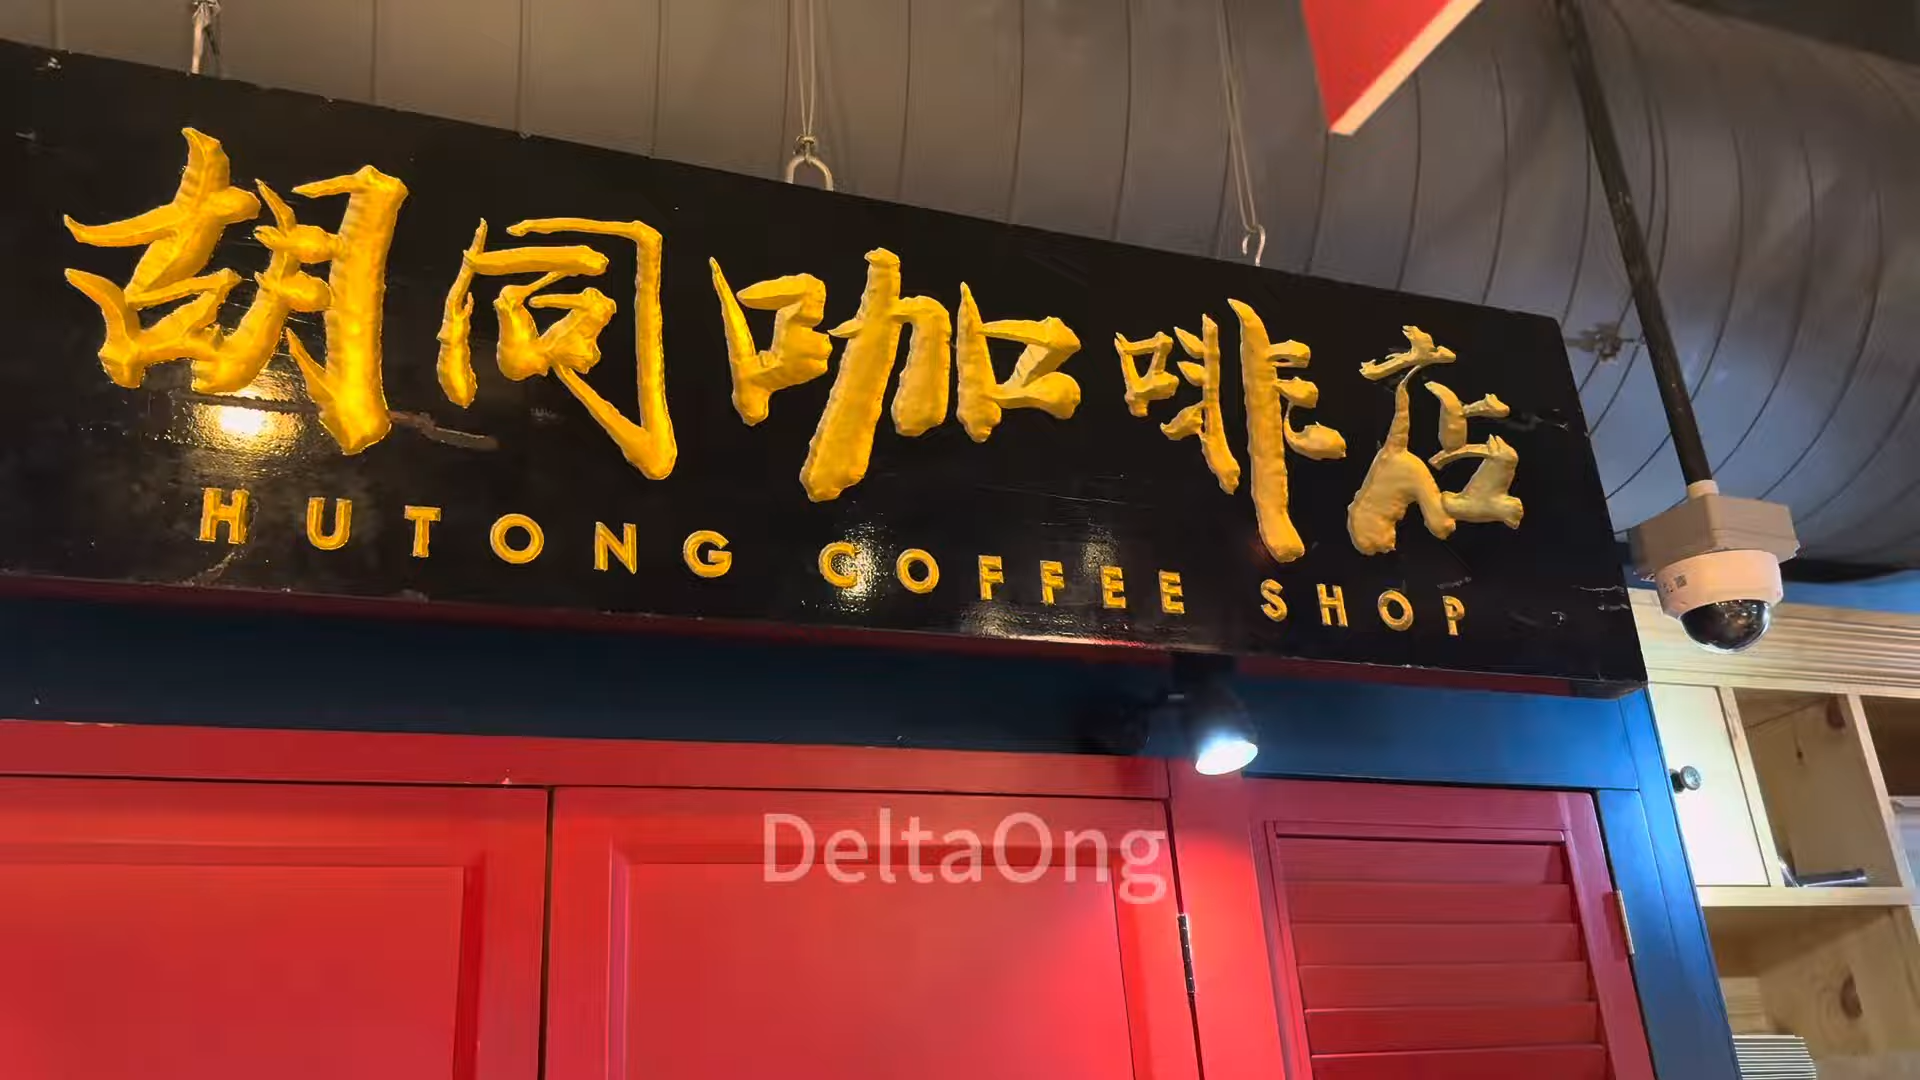 胡同咖啡店
HUTONG COFFEE SHOP
DeltaOng